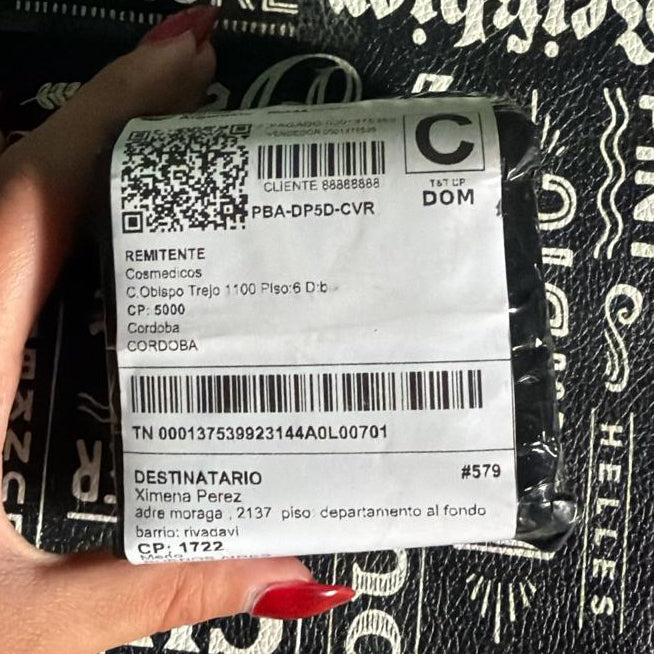 CLIENTE 88888888
PBA-DP5D-CVR
C
T&T CP
DOM
REMITENTE
Cosmedicos
C.Obispo Trejo 1100 Piso:6 D:b
CP: 5000
Cordoba
CORDOBA
TN 000137539923144A0L00701
DESTINATARIO #579
Ximena Perez
adre moraga , 2137 piso: departamento al fondo
barrio: rivadavi
CP: 1722
HELLES